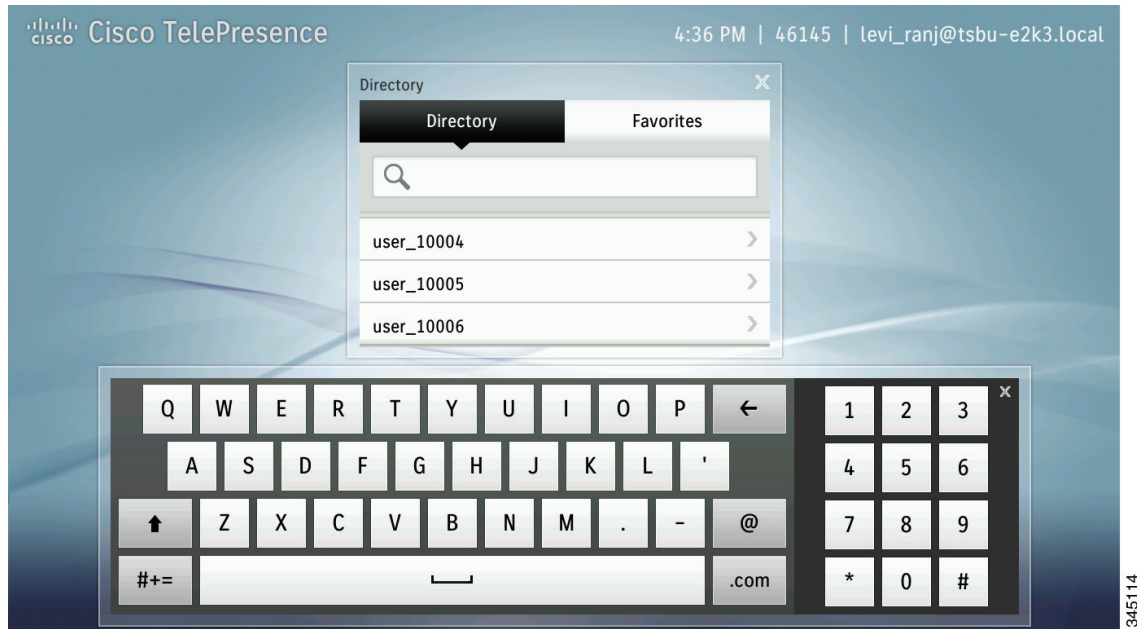 cisco Cisco TelePresence
4:36 PM | 46145 | levi_ranj@tsbu-e2k3.local
Directory X
Directory Favorites
user_10004
user_10005
user_10006
Q W E R T Y U I O P ←
A S D F G H J K L '
Z X C V B N M . - @
#+= .com
1 2 3 X
4 5 6
7 8 9
* 0 #
345114